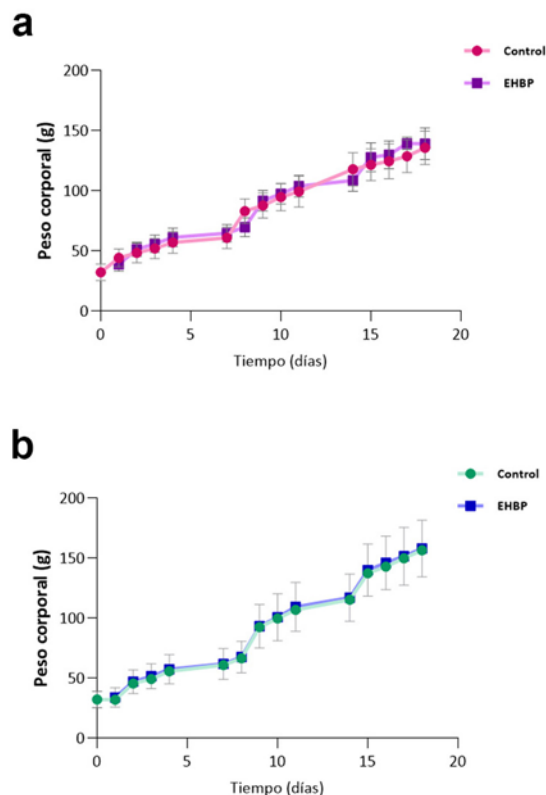 a
Control
EHBP
200
150
100
50
0
Peso corporal (g)
0 5 10 15 20
Tiempo (días)
b
Control
EHBP
200
150
100
50
0
Peso corporal (g)
0 5 10 15 20
Tiempo (días)